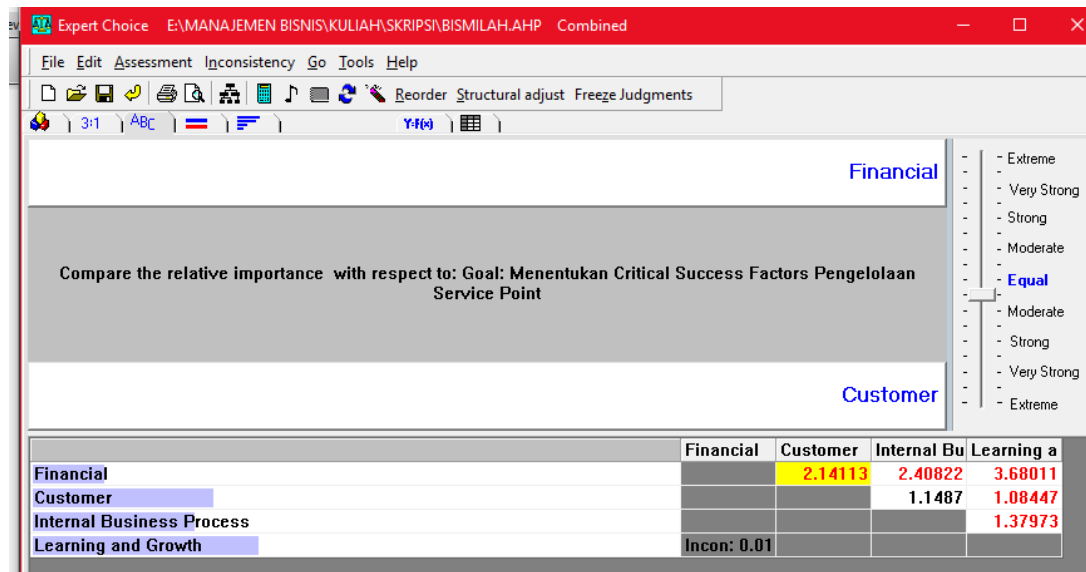 Expert Choice E:\MANAJEMEN BISNIS\KULIAH\SKRIPSI\BISMILAH.AHP Combined
File Edit Assessment Inconsistency Go Tools Help
Reorder Structural adjust Freeze Judgments
3:1 ABC Y=F(x)
Financial
Extreme
Very Strong
Strong
Moderate
Equal
Moderate
Strong
Very Strong
Extreme
Compare the relative importance with respect to: Goal: Menentukan Critical Success Factors Pengelolaan
Service Point
Customer
Financial Customer Internal Bu Learning a
Financial 2.14113 2.40822 3.68011
Customer 1.1487 1.08447
Internal Business Process 1.37973
Learning and Growth Incon: 0.01